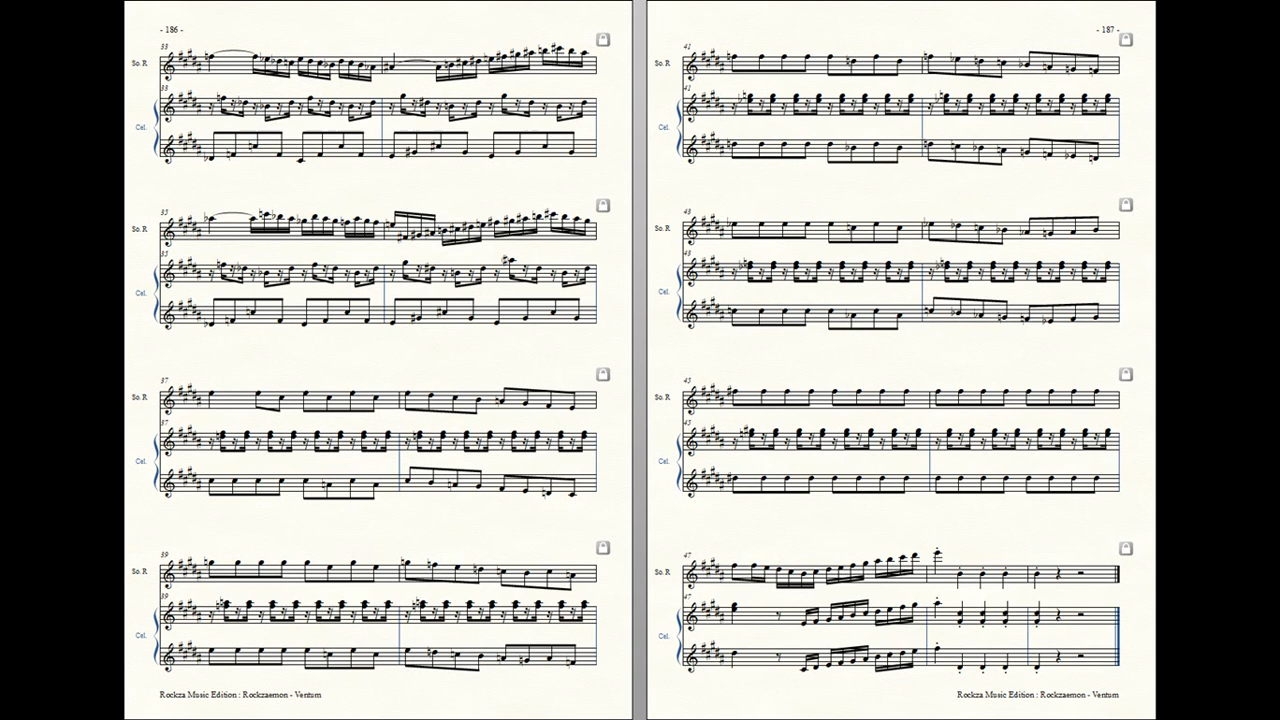 - 186 -
33
So. R
33
Cel.
35
So. R
35
Cel.
37
So. R
37
Cel.
39
So. R
39
Cel.
Rockza Music Edition : Rockzaemon - Ventum
- 187 -
41
So. R
41
Cel.
43
So. R
43
Cel.
45
So. R
45
Cel.
47
So. R
47
Cel.
Rockza Music Edition : Rockzaemon - Ventum